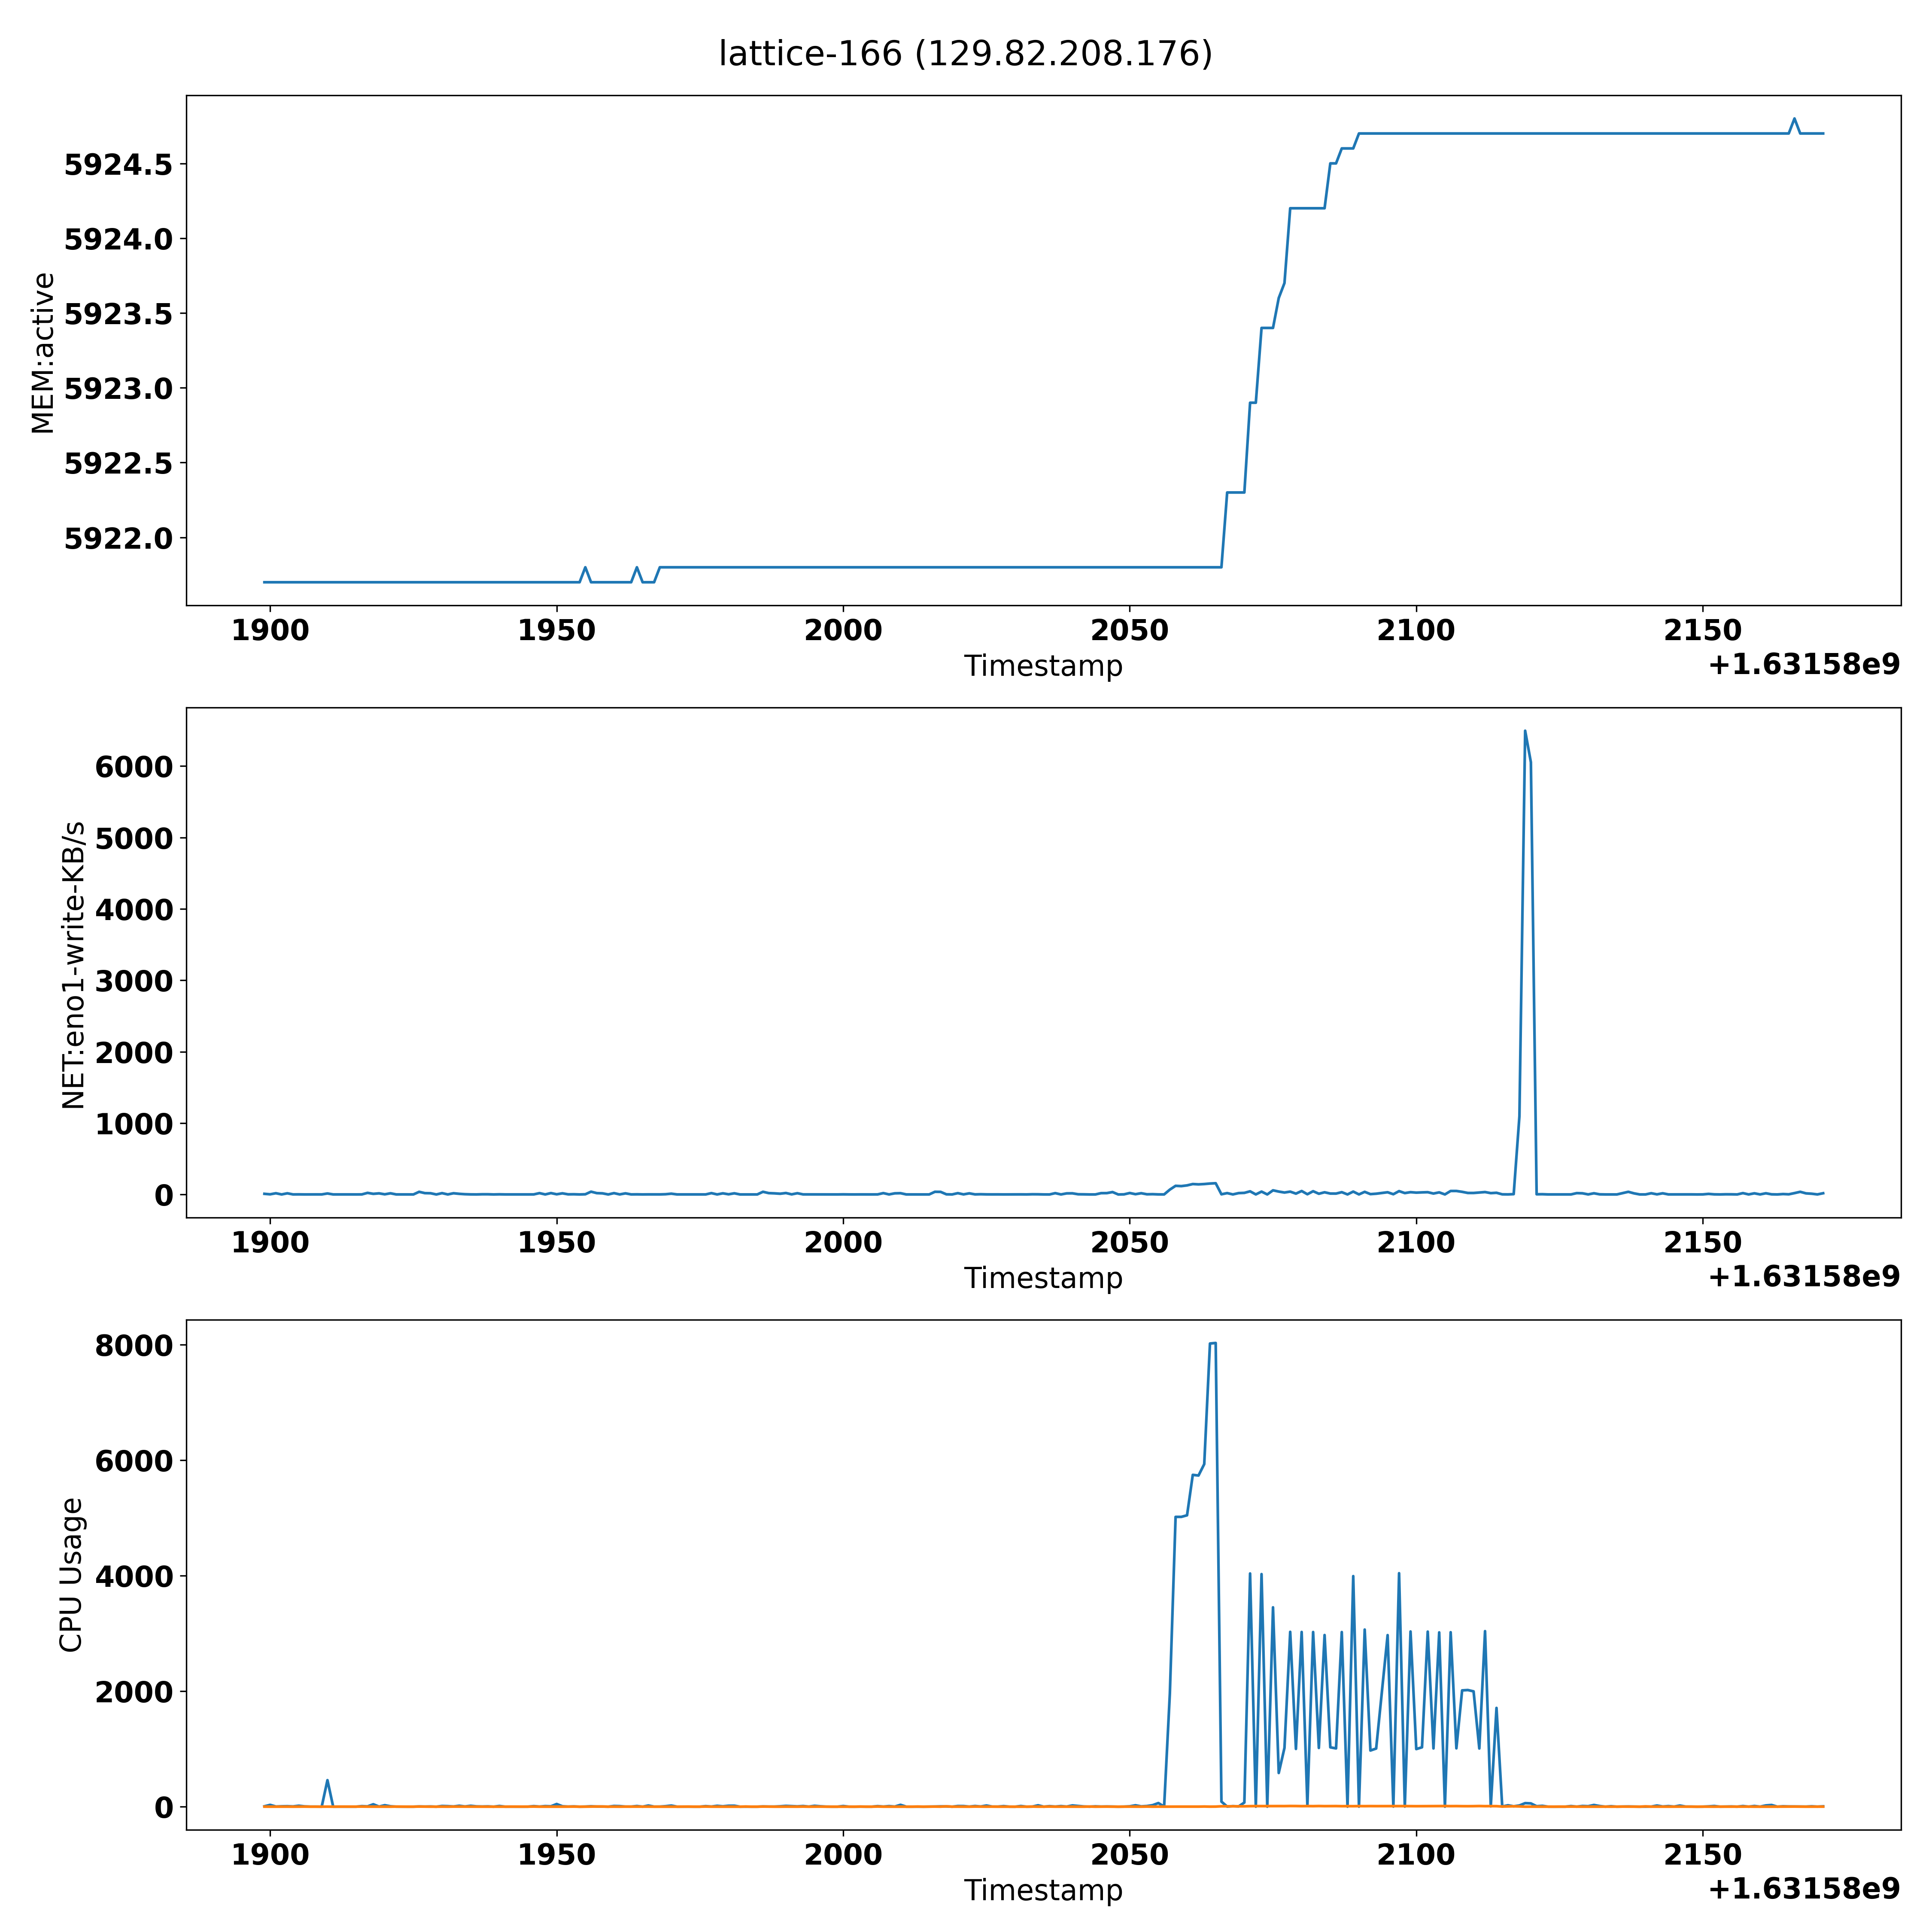 lattice-166 (129.82.208.176)
MEM:active
5924.5
5924.0
5923.5
5923.0
5922.5
5922.0
1900 1950 2000 2050 2100 2150
Timestamp
+1.63158e9
NET:eno1-write-KB/s
6000
5000
4000
3000
2000
1000
0
1900 1950 2000 2050 2100 2150
Timestamp
+1.63158e9
CPU Usage
8000
6000
4000
2000
0
1900 1950 2000 2050 2100 2150
Timestamp
+1.63158e9